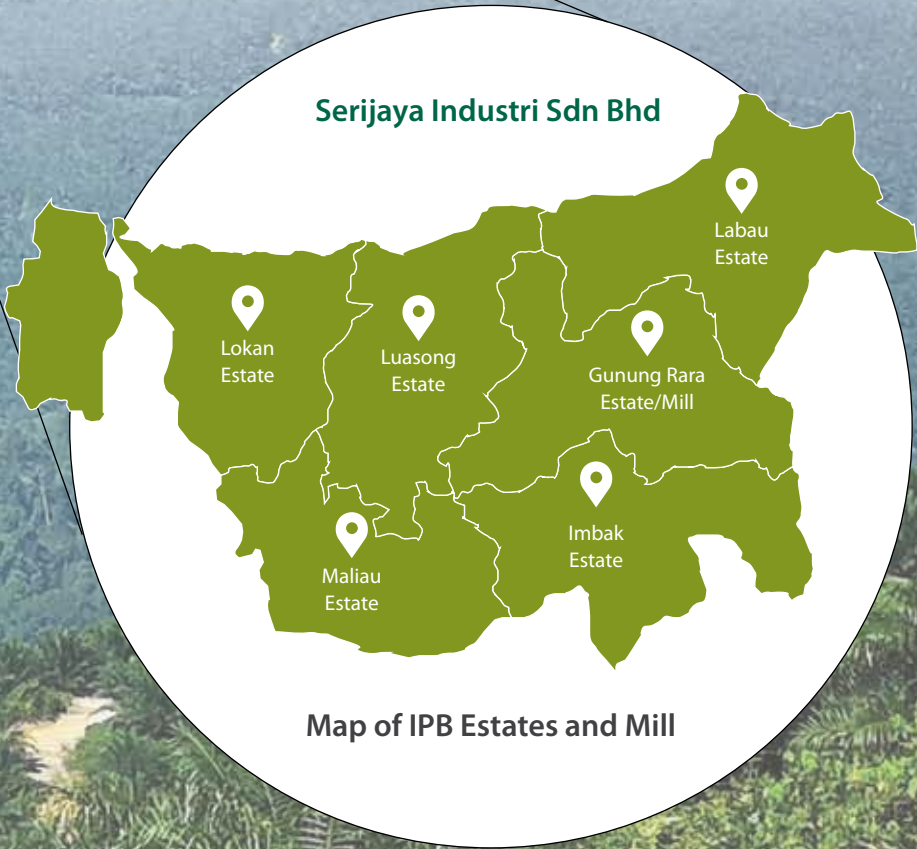 Serijaya Industri Sdn Bhd
Labau
Estate
Lokan
Estate
Luasong
Estate
Gunung Rara
Estate/Mill
Imbak
Estate
Maliau
Estate
Map of IPB Estates and Mill